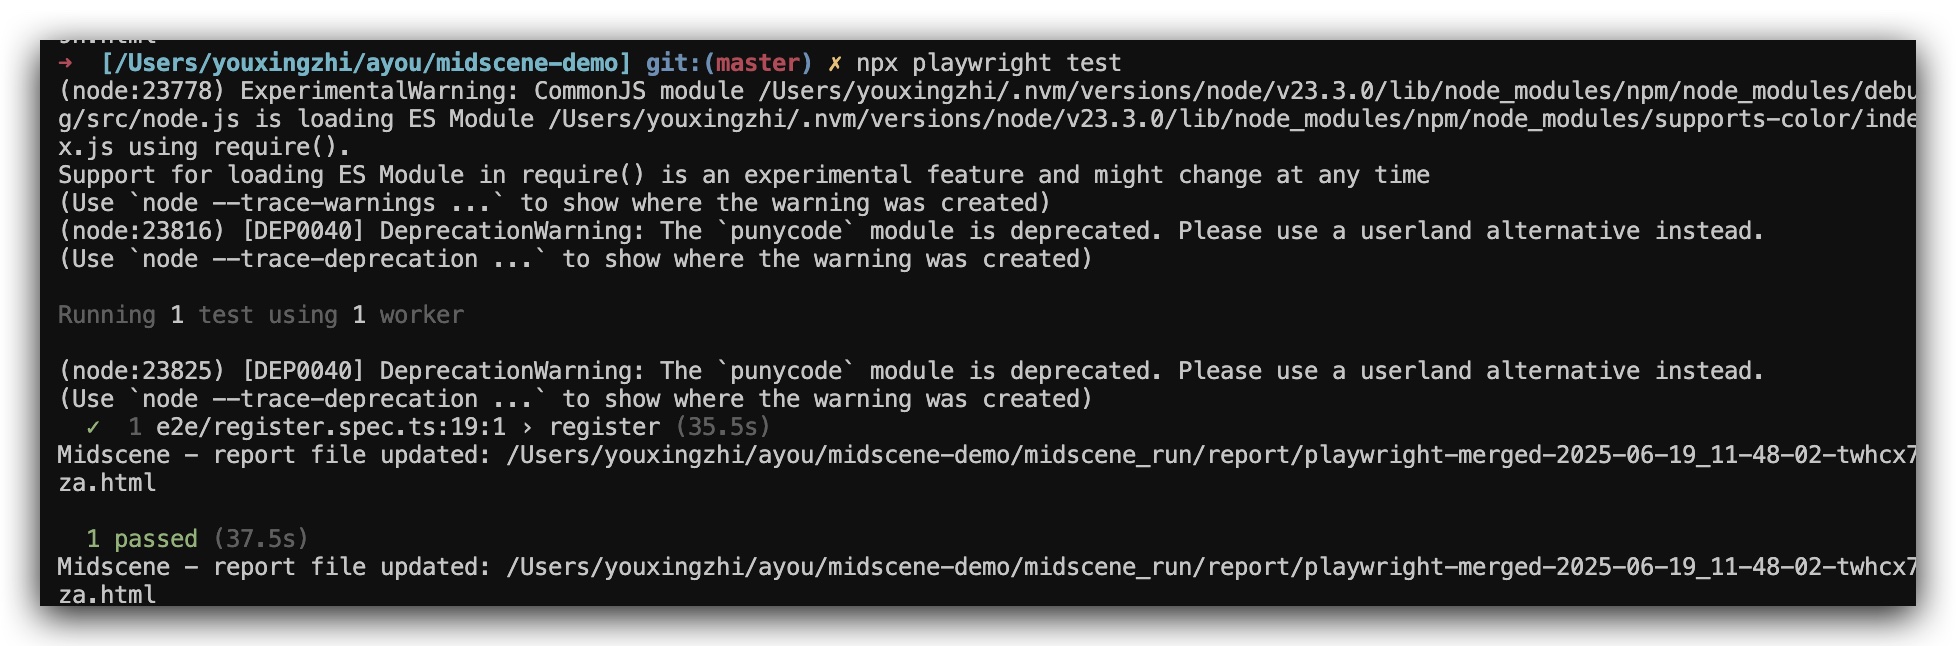 ➜  [/Users/youxingzhi/ayou/midscene-demo] git:(master) ✗ npx playwright test
(node:23778) ExperimentalWarning: CommonJS module /Users/youxingzhi/.nvm/versions/node/v23.3.0/lib/node_modules/npm/node_modules/debu
g/src/node.js is loading ES Module /Users/youxingzhi/.nvm/versions/node/v23.3.0/lib/node_modules/npm/node_modules/supports-color/inde
x.js using require().
Support for loading ES Module in require() is an experimental feature and might change at any time
(Use `node --trace-warnings ...` to show where the warning was created)
(node:23816) [DEP0040] DeprecationWarning: The `punycode` module is deprecated. Please use a userland alternative instead.
(Use `node --trace-deprecation ...` to show where the warning was created)
Running 1 test using 1 worker
(node:23825) [DEP0040] DeprecationWarning: The `punycode` module is deprecated. Please use a userland alternative instead.
(Use `node --trace-deprecation ...` to show where the warning was created)
✓  1 e2e/register.spec.ts:19:1 › register (35.5s)
Midscene - report file updated: /Users/youxingzhi/ayou/midscene-demo/midscene_run/report/playwright-merged-2025-06-19_11-48-02-twhcx7
za.html
1 passed (37.5s)
Midscene - report file updated: /Users/youxingzhi/ayou/midscene-demo/midscene_run/report/playwright-merged-2025-06-19_11-48-02-twhcx7
za.html